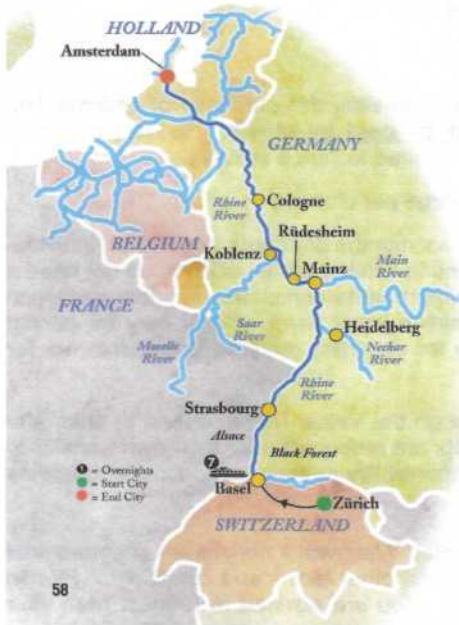 HOLLAND
Amsterdam
GERMANY
Rhine
River
Cologne
BELGIUM
Koblenz
Rüdesheim
Mainz
Main
River
FRANCE
Moselle
River
Saar
River
Heidelberg
Neckar
River
Rhine
River
Strasbourg
Alsace
Black Forest
7
Basel
Zürich
SWITZERLAND
1 = Overnights
= Start City
= End City
58